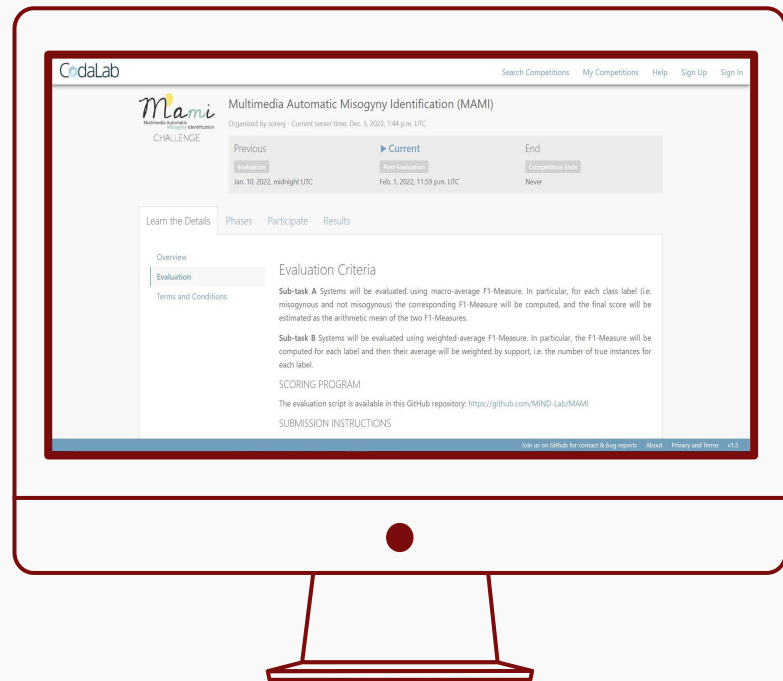 CodaLab
Search Competitions My Competitions Help Sign Up Sign In
M'ami
Multimedia Automatic
Misogyny Identification
CHALLENGE
Multimedia Automatic Misogyny Identification (MAMI)
Organized by sorenj - Current server time: Dec. 3, 2022, 1:44 p.m. UTC
Previous ▶ Current End
Evaluation Post-Evaluation Competition Ends
Jan. 10, 2022, midnight UTC Feb. 1, 2022, 11:59 p.m. UTC Never
Learn the Details Phases Participate Results
Overview
Evaluation
Terms and Conditions
Evaluation Criteria
Sub-task A Systems will be evaluated using macro-average F1-Measure. In particular, for each class label (i.e.
misogynous and not misogynous) the corresponding F1-Measure will be computed, and the final score will be
estimated as the arithmetic mean of the two F1-Measures.
Sub-task B Systems will be evaluated using weighted-average F1-Measure. In particular, the F1-Measure will be
computed for each label and then their average will be weighted by support, i.e. the number of true instances for
each label.
SCORING PROGRAM
The evaluation script is available in this GitHub repository: https://github.com/MIND-Lab/MAMI
SUBMISSION INSTRUCTIONS
Join us on Github for contact & bug reports About Privacy and Terms v1.5